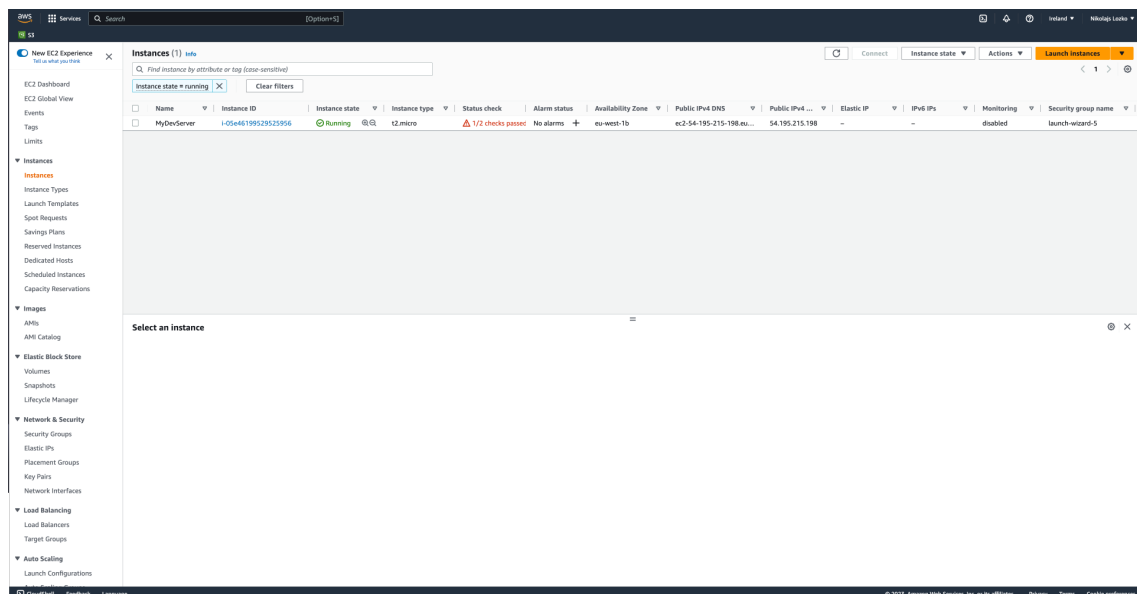 aws Services Search [Option+S] Ireland Nikolajs Lozko
S3
New EC2 Experience
Tell us what you think
EC2 Dashboard
EC2 Global View
Events
Tags
Limits
Instances
Instances
Instance Types
Launch Templates
Spot Requests
Savings Plans
Reserved Instances
Dedicated Hosts
Scheduled Instances
Capacity Reservations
Images
AMIs
AMI Catalog
Elastic Block Store
Volumes
Snapshots
Lifecycle Manager
Network & Security
Security Groups
Elastic IPs
Placement Groups
Key Pairs
Network Interfaces
Load Balancing
Load Balancers
Target Groups
Auto Scaling
Launch Configurations
Instances (1) Info Connect Instance state Actions Launch instances
Find instance by attribute or tag (case-sensitive) 1
Instance state = running Clear filters
Name Instance ID Instance state Instance type Status check Alarm status Availability Zone Public IPv4 DNS Public IPv4 ... Elastic IP IPv6 IPs Monitoring Security group name
MyDevServer i-05e46199529525956 Running t2.micro 1/2 checks passed No alarms + eu-west-1b ec2-54-195-215-198.eu... 54.195.215.198 – – disabled launch-wizard-5
Select an instance
CloudShell Feedback Language © 2023, Amazon Web Services, Inc. or its affiliates. Privacy Terms Cookie preferences